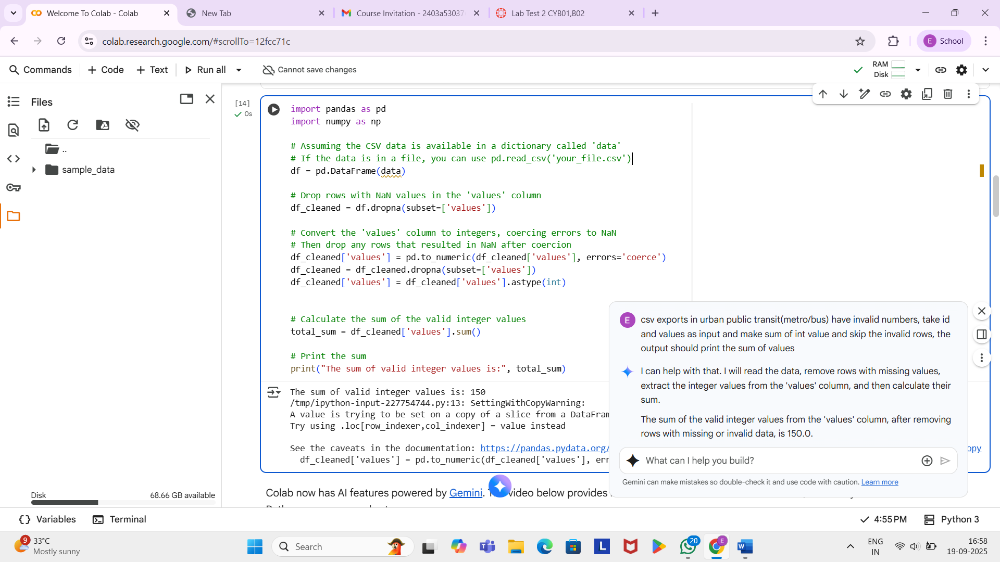 Welcome To Colab - Colab
New Tab
Course Invitation - 2403a53037
Lab Test 2 CYB01,B02
colab.research.google.com/#scrollTo=12fcc71c
E School
Commands
+ Code
+ Text
Run all
Cannot save changes
RAM
Disk
Files
..
sample_data
Disk
68.66 GB available
[14]
0s
import pandas as pd
import numpy as np
# Assuming the CSV data is available in a dictionary called 'data'
# If the data is in a file, you can use pd.read_csv('your_file.csv')
df = pd.DataFrame(data)
# Drop rows with NaN values in the 'values' column
df_cleaned = df.dropna(subset=['values'])
# Convert the 'values' column to integers, coercing errors to NaN
# Then drop any rows that resulted in NaN after coercion
df_cleaned['values'] = pd.to_numeric(df_cleaned['values'], errors='coerce')
df_cleaned = df_cleaned.dropna(subset=['values'])
df_cleaned['values'] = df_cleaned['values'].astype(int)
# Calculate the sum of the valid integer values
total_sum = df_cleaned['values'].sum()
# Print the sum
print("The sum of valid integer values is:", total_sum)
The sum of valid integer values is: 150
/tmp/ipython-input-227754744.py:13: SettingWithCopyWarning:
A value is trying to be set on a copy of a slice from a DataFram
Try using .loc[row_indexer,col_indexer] = value instead
See the caveats in the documentation: https://pandas.pydata.org/
opy
df_cleaned['values'] = pd.to_numeric(df_cleaned['values'], err
Colab now has AI features powered by Gemini. video below provides
E
csv exports in urban public transit(metro/bus) have invalid numbers, take id
and values as input and make sum of int value and skip the invalid rows, the
output should print the sum of values
I can help with that. I will read the data, remove rows with missing values,
extract the integer values from the 'values' column, and then calculate their
sum.
The sum of the valid integer values from the 'values' column, after removing
rows with missing or invalid data, is 150.0.
What can I help you build?
Gemini can make mistakes so double-check it and use code with caution. Learn more
{} Variables
Terminal
4:55 PM
Python 3
9
33°C
Mostly sunny
Search
L
20
E
W
ENG
IN
16:58
19-09-2025